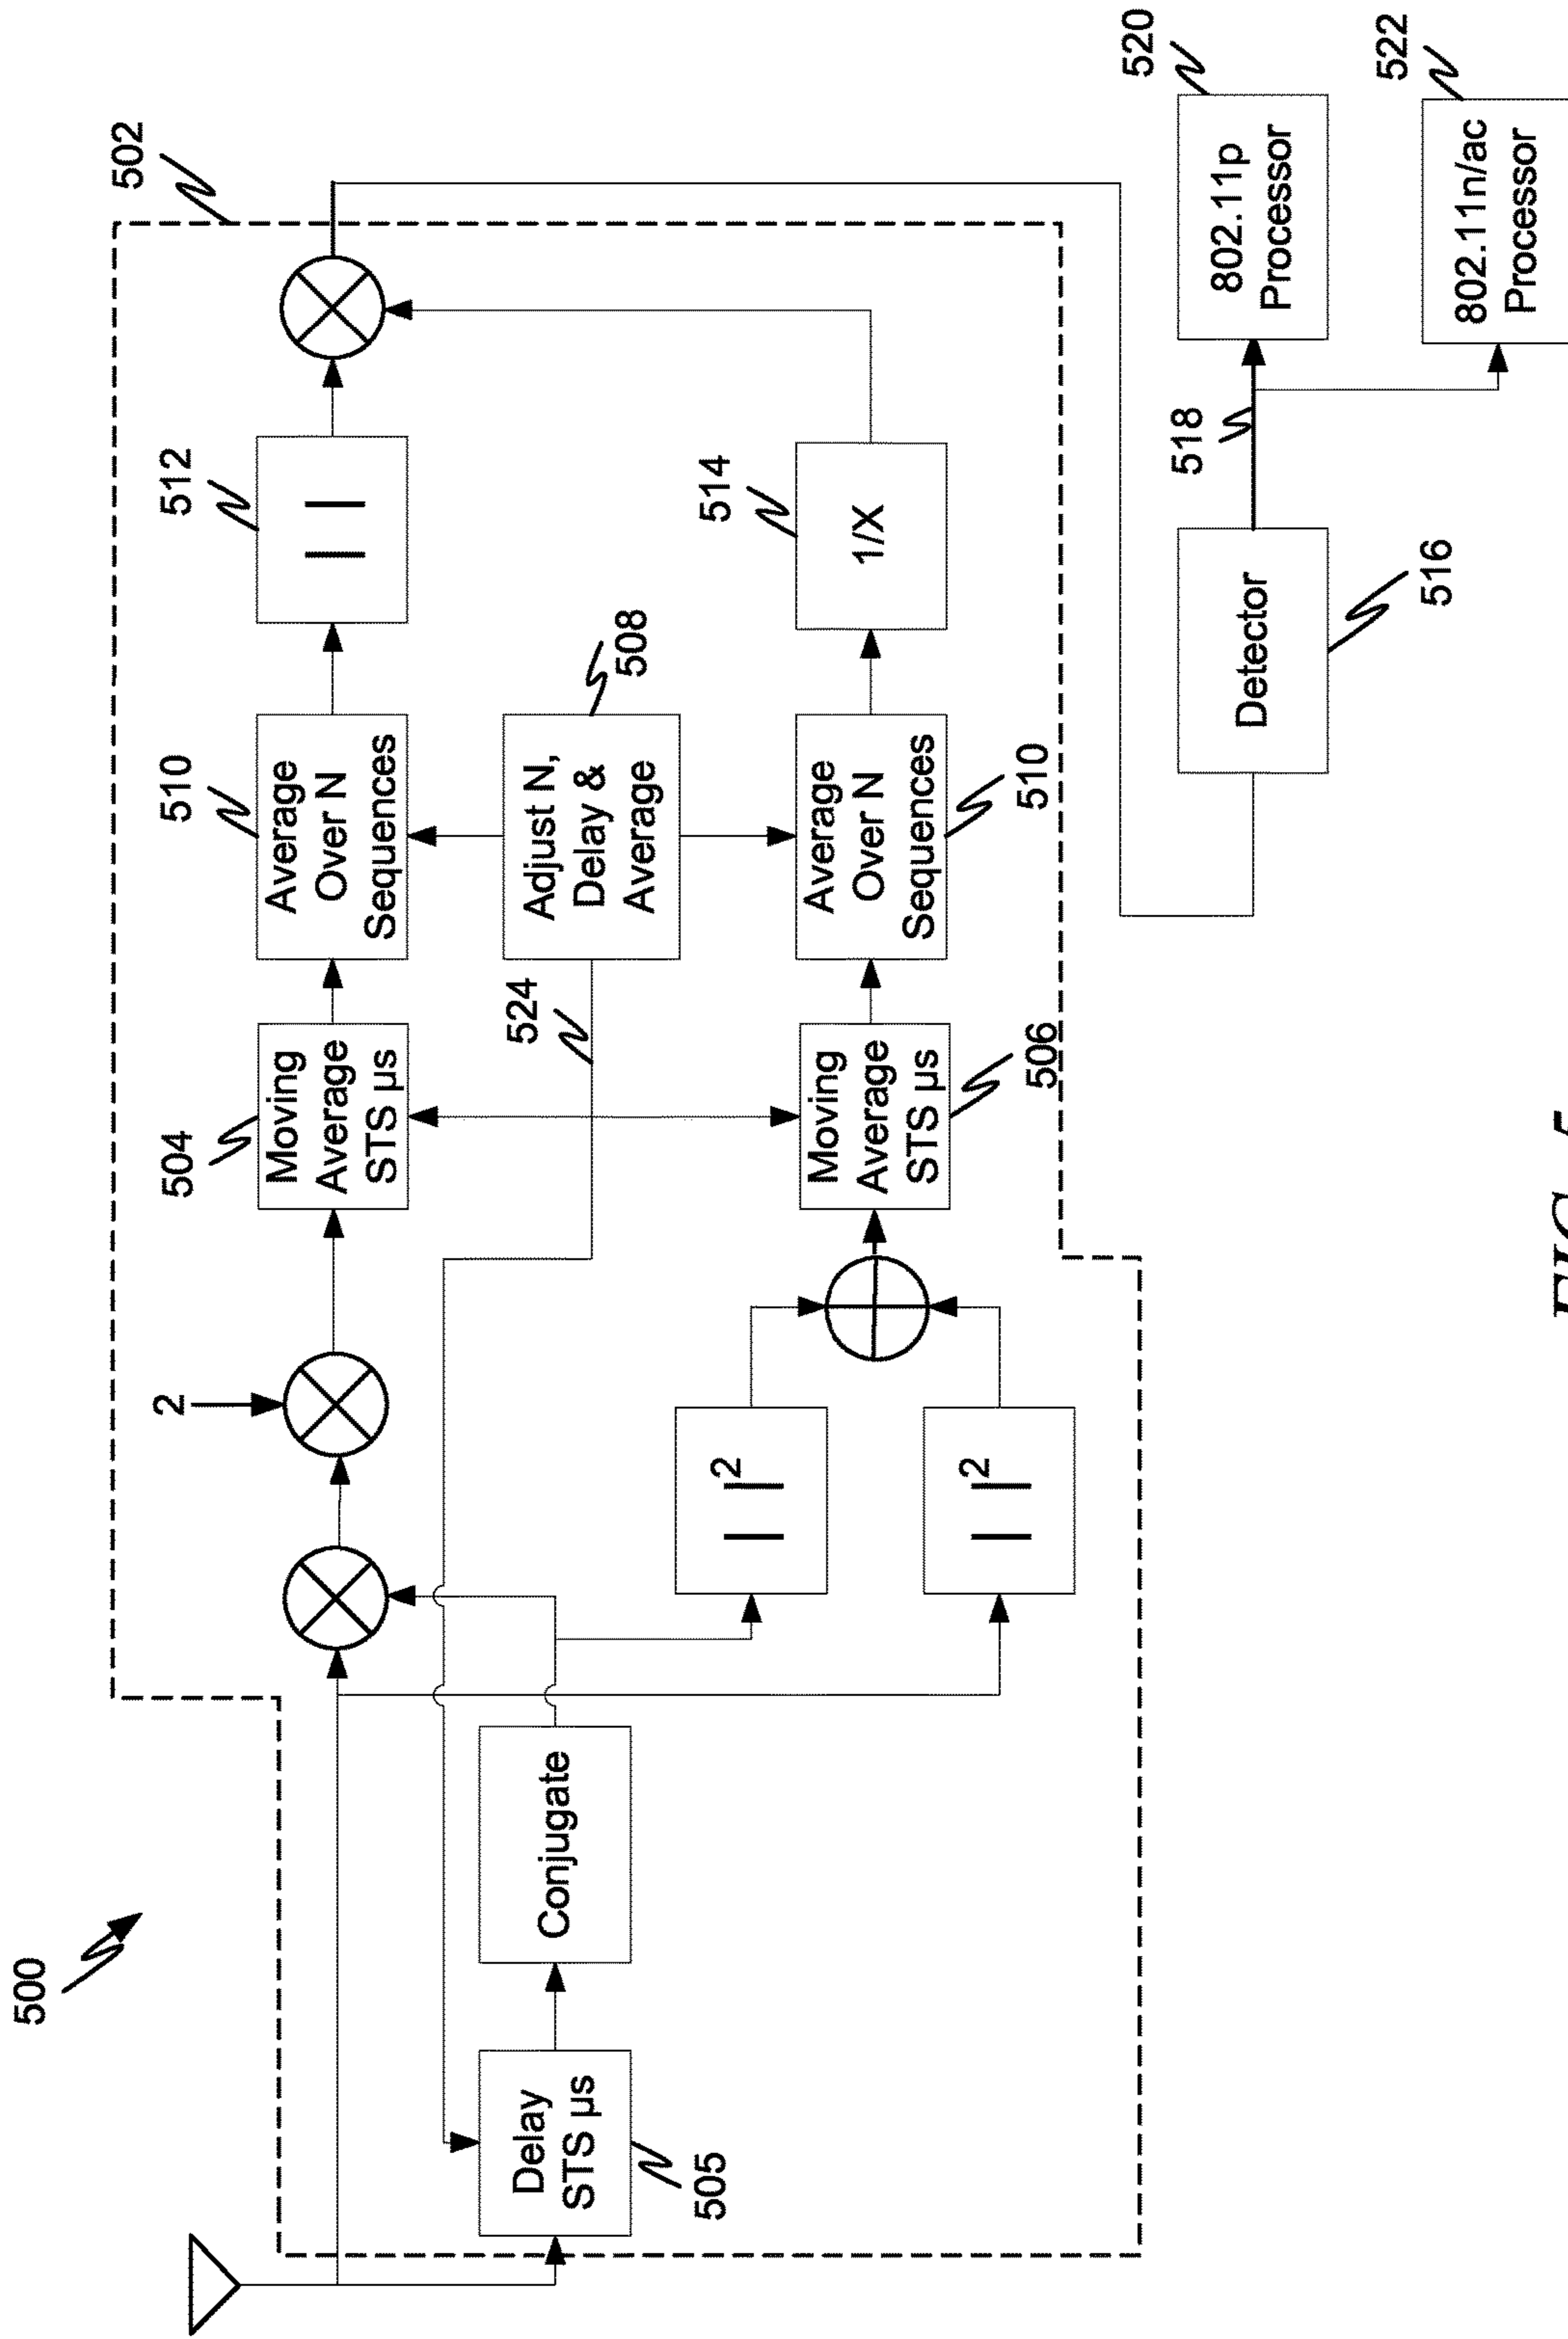 500
502
2
504
Moving
Average
STS µs
510
Average
Over N
Sequences
512
| |
524
Adjust N,
Delay &
Average
508
514
1/X
Delay
STS µs
505
Conjugate
| |2
| |2
Moving
Average
STS µs
506
Average
Over N
Sequences
510
Detector
516
518
802.11p
Processor
520
802.11n/ac
Processor
522